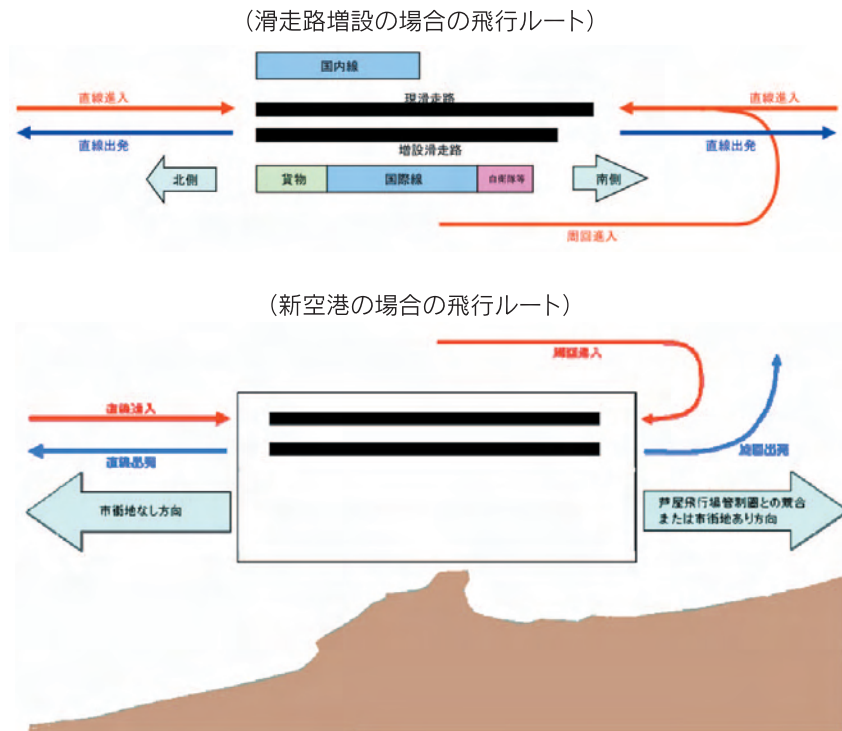 （滑走路増設の場合の飛行ルート）
国内線
直線進入
現滑走路
直線進入
直線出発
増設滑走路
直線出発
北側
貨物
国際線
自衛隊等
南側
周回進入
（新空港の場合の飛行ルート）
周回進入
直線進入
直線出発
旋回出発
市街地なし方向
芦屋飛行場管制圏との競合
または市街地あり方向